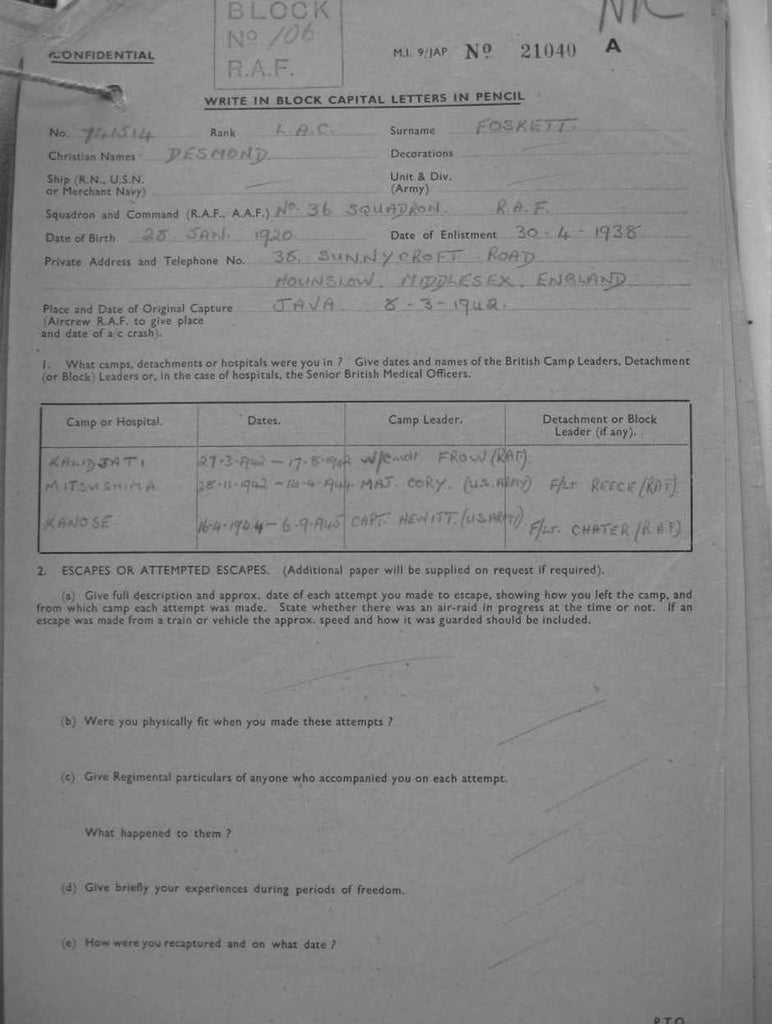 BLOCK
No 106
R.A.F.
CONFIDENTIAL
M.I. 9/JAP No 21040 A
WRITE IN BLOCK CAPITAL LETTERS IN PENCIL
No. 741514 Rank L.A.C. Surname FOSKETT.
Christian Names DESMOND Decorations
Ship (R.N., U.S.N. Unit & Div.
or Merchant Navy) (Army)
Squadron and Command (R.A.F., A.A.F.) No 36 SQUADRON. R.A.F.
Date of Birth 28 JAN. 1920. Date of Enlistment 30-4-1938
Private Address and Telephone No. 38. SUNNYCROFT ROAD
HOUNSLOW. MIDDLESEX. ENGLAND
Place and Date of Original Capture JAVA. 8-3-1942.
(Aircrew R.A.F. to give place
and date of a/c crash).
1. What camps, detachments or hospitals were you in ? Give dates and names of the British Camp Leaders, Detachment
(or Block) Leaders or, in the case of hospitals, the Senior British Medical Officers.
Camp or Hospital. Dates. Camp Leader. Detachment or Block
Leader (if any).
KALIDJATI 27-3-1942-17-8-1942 W/Cmdr FROW (RAF).
MITSUSHIMA 28-11-1942-16-4-1944 MAJ. CORY. (U.S. ARMY) F/Lt REECE (RAF).
KANOSE 16-4-1944-6-9-1945 CAPT. HEWITT. (US ARMY). F/Lt. CHATER (RAF)
2. ESCAPES OR ATTEMPTED ESCAPES. (Additional paper will be supplied on request if required).
(a) Give full description and approx. date of each attempt you made to escape, showing how you left the camp, and
from which camp each attempt was made. State whether there was an air-raid in progress at the time or not. If an
escape was made from a train or vehicle the approx. speed and how it was guarded should be included.
(b) Were you physically fit when you made these attempts ?
(c) Give Regimental particulars of anyone who accompanied you on each attempt.
What happened to them ?
(d) Give briefly your experiences during periods of freedom.
(e) How were you recaptured and on what date ?
P.T.O.